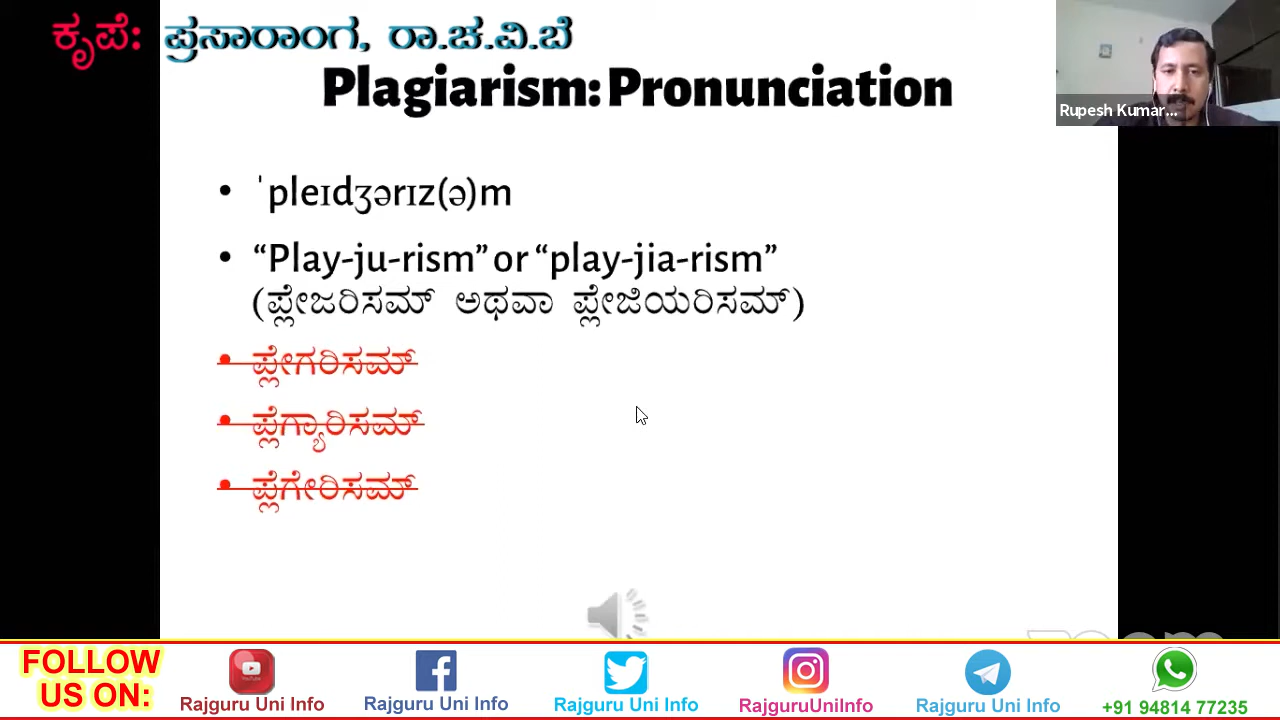 ಕೃಪೆ: ಪ್ರಸಾರಾಂಗ, ರಾ.ಚ.ವಿ.ಬೆ
Plagiarism: Pronunciation
Rupesh Kumar...
• ˈpleɪdʒərɪz(ə)m
• “Play-ju-rism” or “play-jia-rism”
(ಪ್ಲೇಜರಿಸಮ್ ಅಥವಾ ಪ್ಲೇಜಿಯರಿಸಮ್)
• ಪ್ಲೇಗರಿಸಮ್
• ಪ್ಲೆಗ್ಯಾರಿಸಮ್
• ಪ್ಲೆಗೇರಿಸಮ್
FOLLOW
US ON:
YouTube
Rajguru Uni Info
Rajguru Uni Info
Rajguru Uni Info
RajguruUniInfo
Rajguru Uni Info
+91 94814 77235